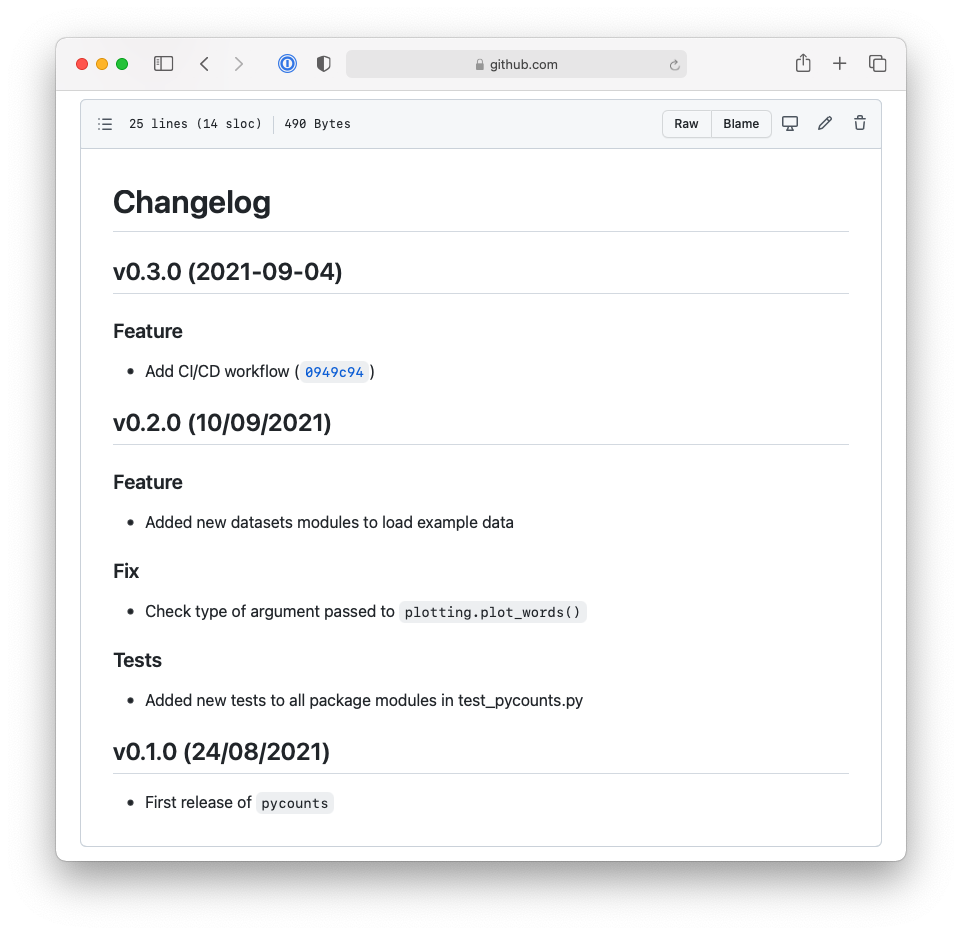 github.com
25 lines (14 sloc) 490 Bytes Raw Blame
Changelog
v0.3.0 (2021-09-04)
Feature
• Add CI/CD workflow ( 0949c94 )
v0.2.0 (10/09/2021)
Feature
• Added new datasets modules to load example data
Fix
• Check type of argument passed to plotting.plot_words()
Tests
• Added new tests to all package modules in test_pycounts.py
v0.1.0 (24/08/2021)
• First release of pycounts